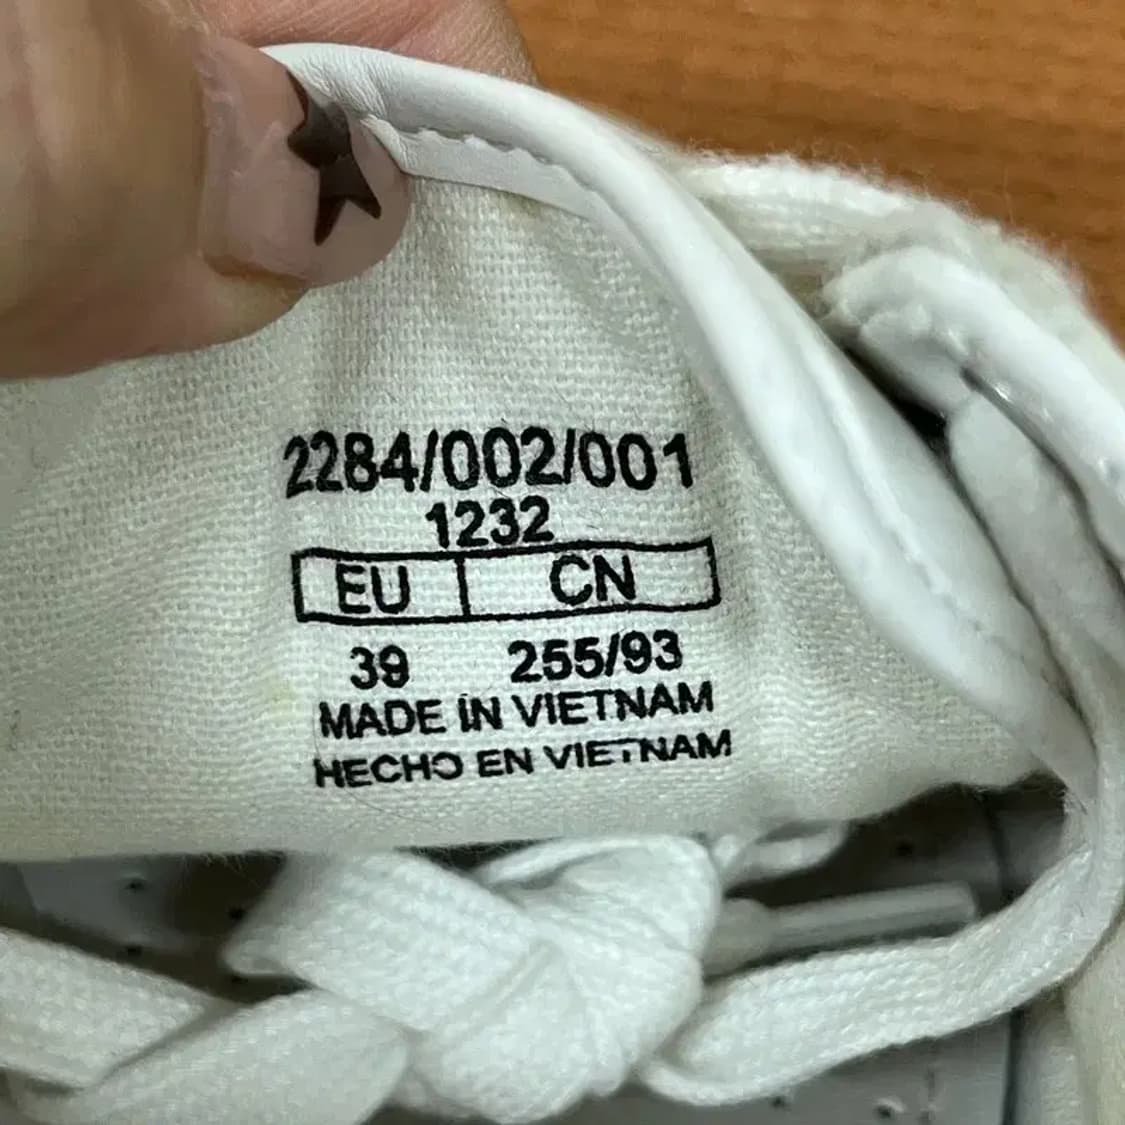 2284/002/001
1232
EU CN
39 255/93
MADE IN VIETNAM
HECHO EN VIETNAM